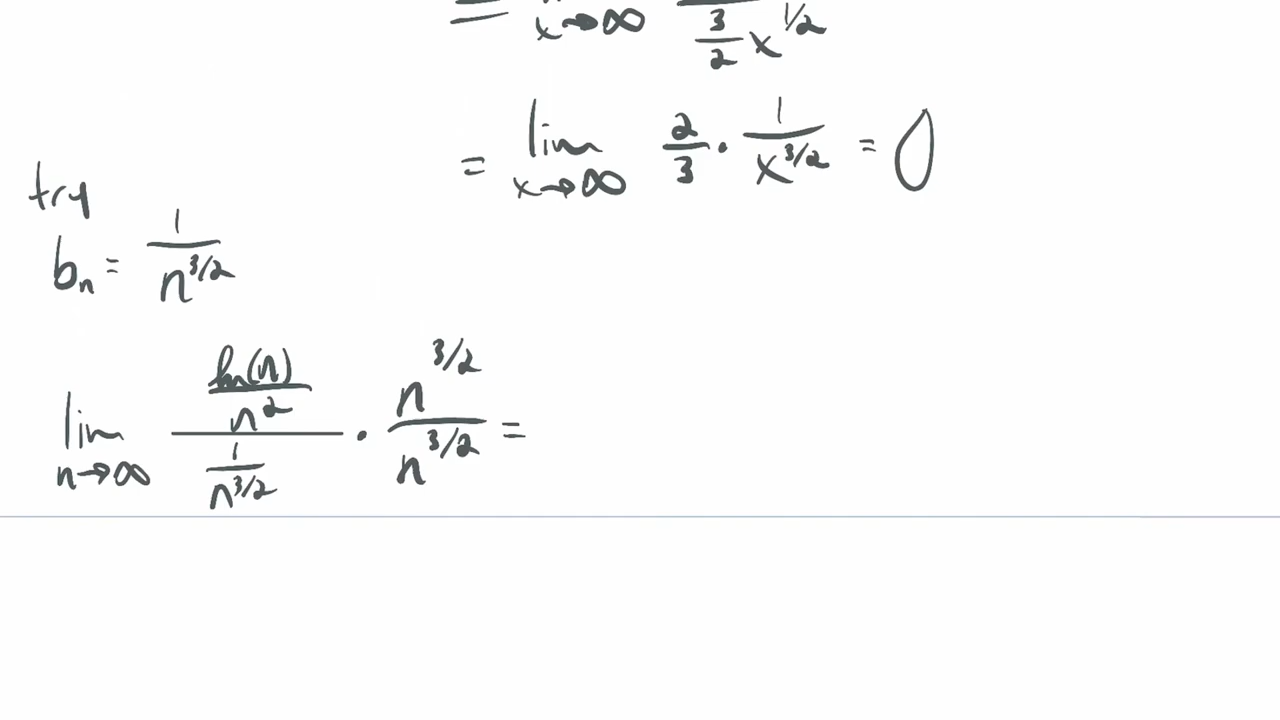 = lim x→∞ / (3/2 x^1/2)
= lim x→∞ 2/3 · 1/x^3/2 = 0
try
b_n = 1/n^3/2
lim n→∞ (ln(n)/n^2)/(1/n^3/2) · n^3/2/n^3/2 =